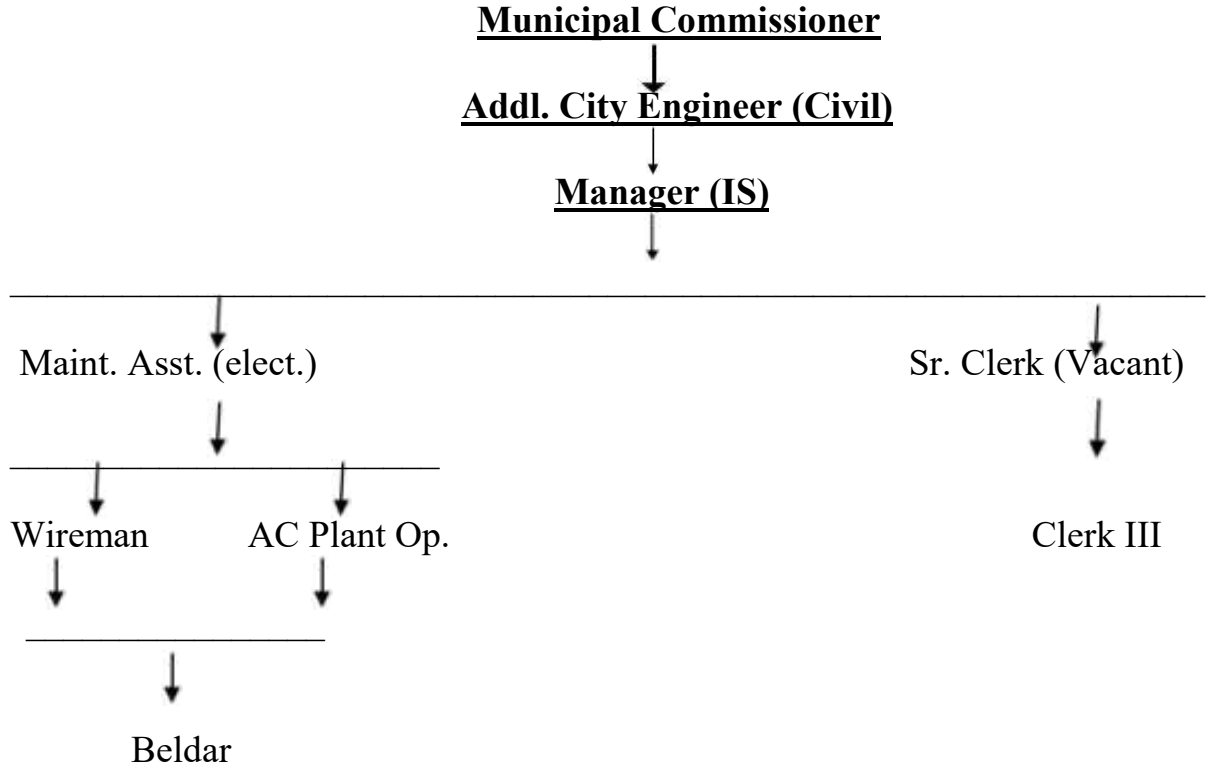 Municipal Commissioner
Addl. City Engineer (Civil)
Manager (IS)
Maint. Asst. (elect.) Sr. Clerk (Vacant)
Wireman AC Plant Op. Clerk III
Beldar